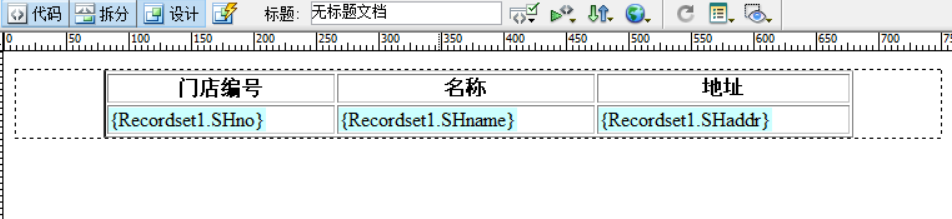 代码 拆分 设计 标题: 无标题文档
0 50 100 150 200 250 300 350 400 450 500 550 600 650 700 75
门店编号 名称 地址
{Recordset1.SHno} {Recordset1.SHname} {Recordset1.SHaddr}